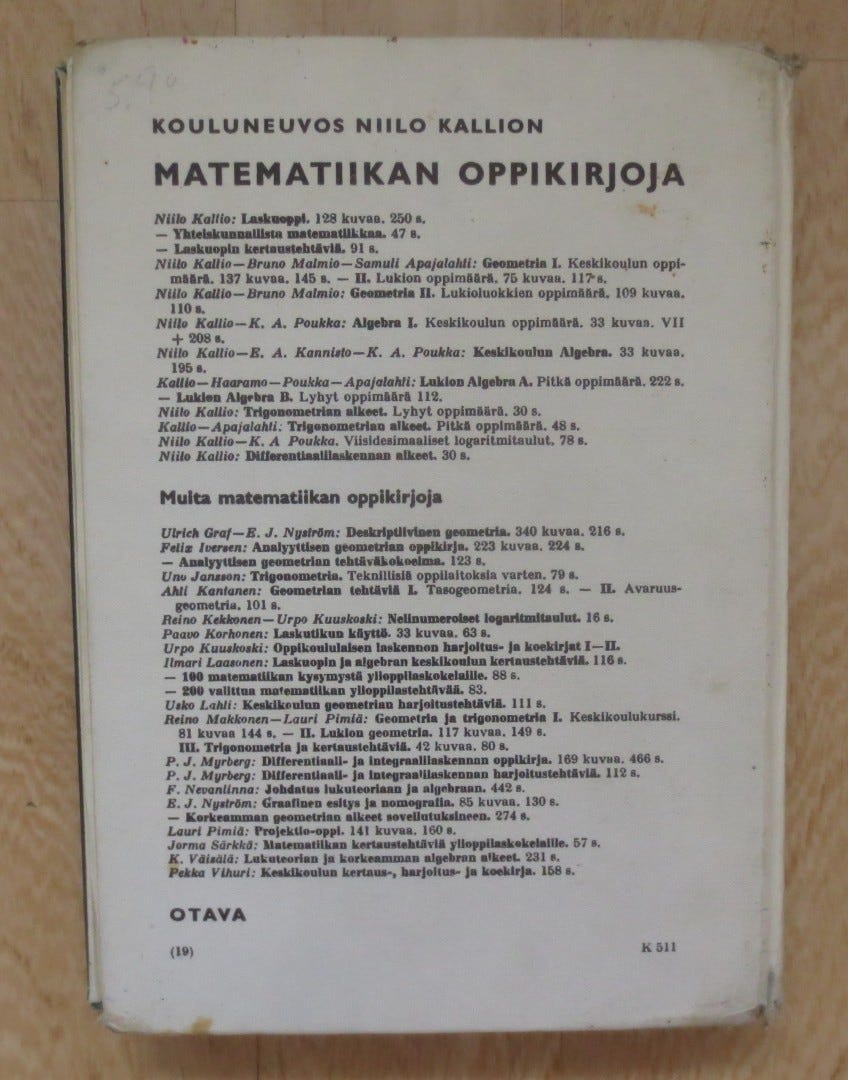 KOULUNEUVOS NIILO KALLION
MATEMATIIKAN OPPIKIRJOJA
Niilo Kallio: Laskuoppi. 128 kuvaa. 250 s.
— Yhteiskunnallista matematiikkaa. 47 s.
— Laskuopin kertaustehtäviä. 91 s.
Niilo Kallio—Bruno Malmio—Samuli Apajalahti: Geometria I. Keskikoulun oppi-
määrä. 137 kuvaa. 145 s. — II. Lukion oppimäärä. 75 kuvaa. 117 s.
Niilo Kallio—Bruno Malmio: Geometria II. Lukioluokkien oppimäärä. 109 kuvaa.
110 s.
Niilo Kallio—K. A. Poukka: Algebra I. Keskikoulun oppimäärä. 33 kuvaa. VII
+ 208 s.
Niilo Kallio—E. A. Kannisto—K. A. Poukka: Keskikoulun Algebra. 33 kuvaa.
195 s.
Kallio—Haaramo—Poukka—Apajalahti: Lukion Algebra A. Pitkä oppimäärä. 222 s.
— Lukion Algebra B. Lyhyt oppimäärä 112.
Niilo Kallio: Trigonometrian alkeet. Lyhyt oppimäärä. 30 s.
Kallio—Apajalahti: Trigonometrian alkeet. Pitkä oppimäärä. 48 s.
Niilo Kallio—K. A Poukka. Viisidesimaaliset logaritmitaulut. 78 s.
Niilo Kallio: Differentiaalilaskennan alkeet. 30 s.
Muita matematiikan oppikirjoja
Ulrich Graf—E. J. Nyström: Deskriptiivinen geometria. 340 kuvaa. 216 s.
Felix Iversen: Analyyttisen geometrian oppikirja. 223 kuvaa. 224 s.
— Analyyttisen geometrian tehtäväkokoelma. 123 s.
Uno Jansson: Trigonometria. Teknillisiä oppilaitoksia varten. 79 s.
Ahti Kantanen: Geometrian tehtäviä I. Tasogeometria. 124 s. — II. Avaruus-
geometria. 101 s.
Reino Kekkonen—Urpo Kuuskoski: Nelinumeroiset logaritmitaulut. 16 s.
Paavo Korhonen: Laskutikun käyttö. 33 kuvaa. 63 s.
Urpo Kuuskoski: Oppikoululaisen laskennon harjoitus- ja koekirjat I—II.
Ilmari Laasonen: Laskuopin ja algebran keskikoulun kertaustehtäviä. 116 s.
— 100 matematiikan kysymystä ylioppilaskokelaille. 88 s.
— 200 valittua matematiikan ylioppilastehtävää. 83.
Usko Lahti: Keskikoulun geometrian harjoitustehtäviä. 111 s.
Reino Makkonen—Lauri Pimiä: Geometria ja trigonometria I. Keskikoulukurssi.
81 kuvaa 144 s. — II. Lukion geometria. 117 kuvaa. 149 s.
III. Trigonometria ja kertaustehtäviä. 42 kuvaa. 80 s.
P. J. Myrberg: Differentiaali- ja integraalilaskennan oppikirja. 169 kuvaa. 466 s.
P. J. Myrberg: Differentiaali- ja integraalilaskennan harjoitustehtäviä. 112 s.
F. Nevanlinna: Johdatus lukuteoriaan ja algebraan. 442 s.
E. J. Nyström: Graafinen esitys ja nomografia. 85 kuvaa. 130 s.
— Korkeamman geometrian alkeet sovellutuksineen. 274 s.
Lauri Pimiä: Projektio-oppi. 141 kuvaa. 160 s.
Jorma Särkkä: Matematiikan kertaustehtäviä ylioppilaskokelaille. 57 s.
K. Väisälä: Lukuteorian ja korkeamman algebran alkeet. 231 s.
Pekka Vihuri: Keskikoulun kertaus-, harjoitus- ja koekirja. 158 s.
OTAVA
(19)
K 511